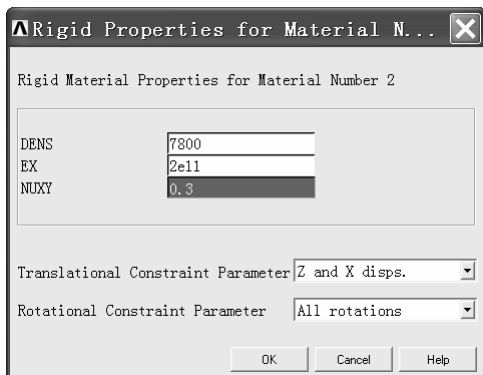 Rigid Properties for Material N...
Rigid Material Properties for Material Number 2
DENS 7800
EX 2e11
NUXY 0.3
Translational Constraint Parameter Z and X disps.
Rotational Constraint Parameter All rotations
OK Cancel Help